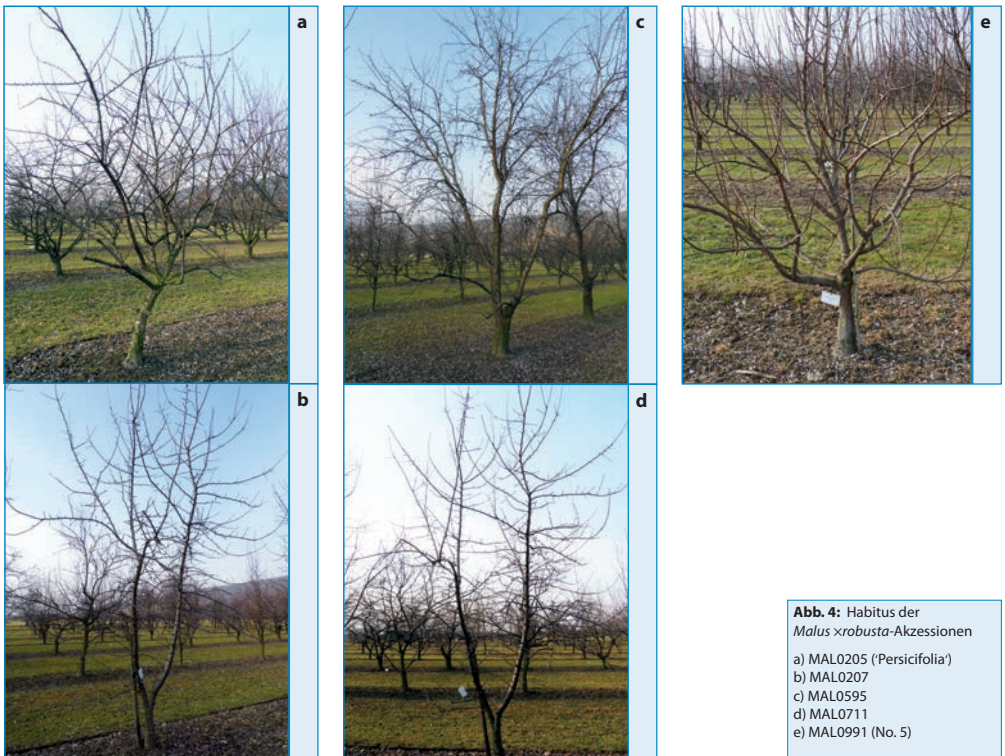 a
c
e
b
d
Abb. 4: Habitus der
Malus ×robusta-Akzessionen
a) MAL0205 (‘Persicifolia‘)
b) MAL0207
c) MAL0595
d) MAL0711
e) MAL0991 (No. 5)